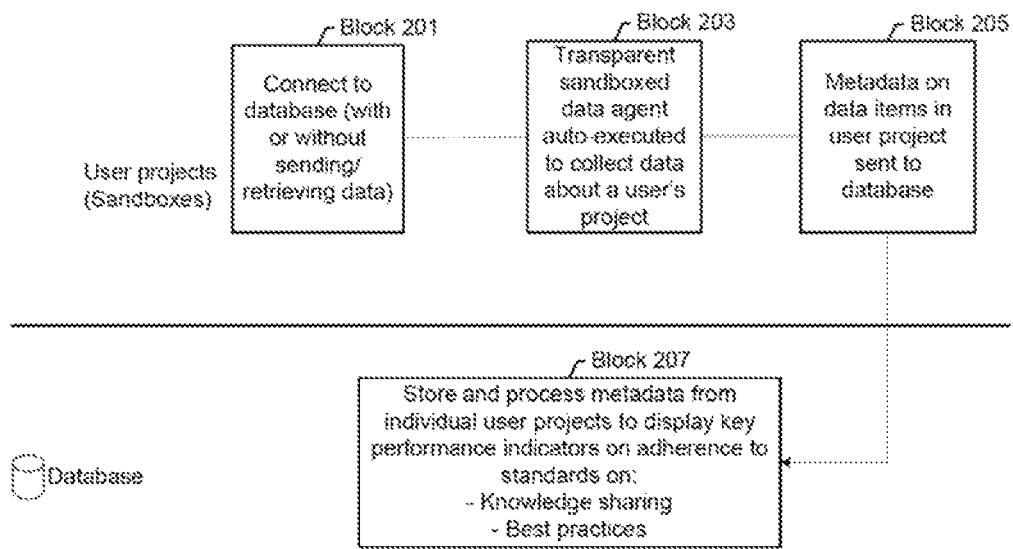 Block 201
Connect to
database (with
or without
sending/
retrieving data)
Block 203
Transparent
sandboxed
data agent
auto-executed
to collect data
about a user's
project
Block 205
Metadata on
data items in
user project
sent to
database
User projects
(Sandboxes)
Block 207
Store and process metadata from
individual user projects to display key
performance indicators on adherence to
standards on:
- Knowledge sharing
- Best practices
Database